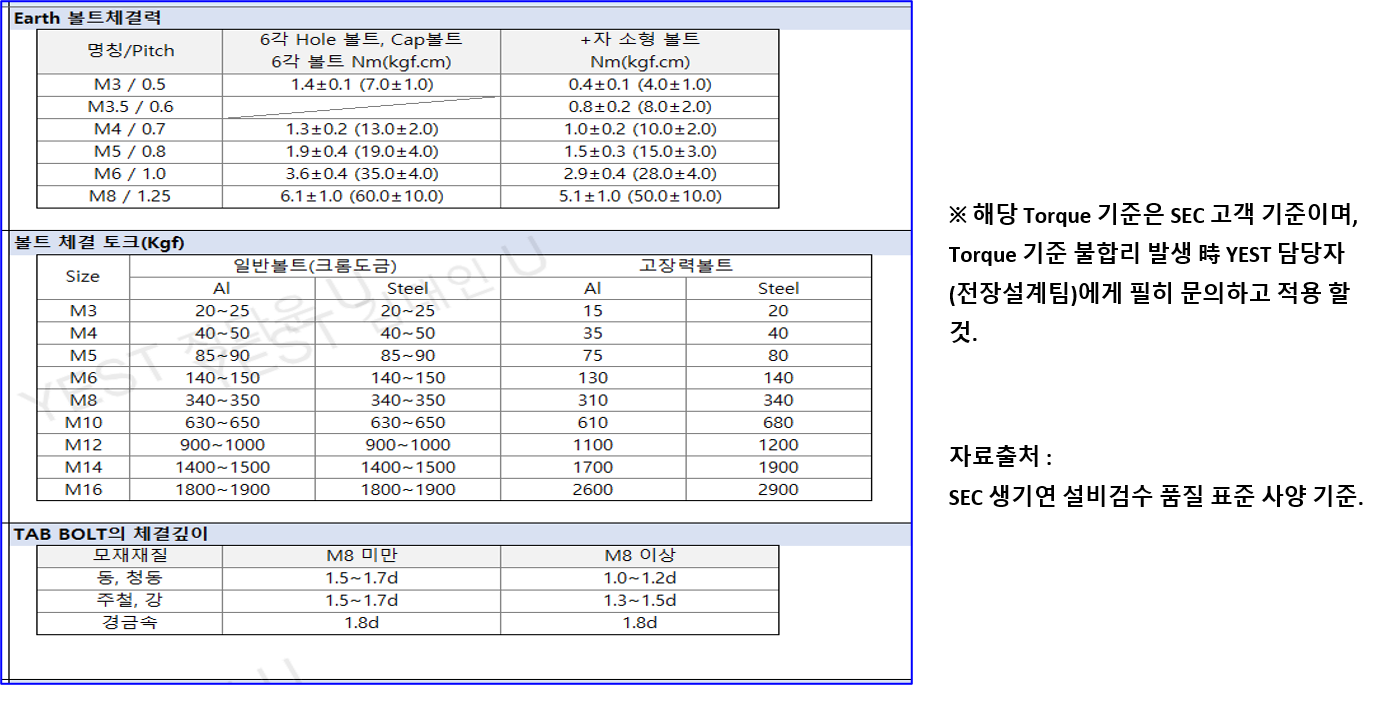 Earth 볼트체결력
명칭/Pitch 6각 Hole 볼트, Cap볼트 +자 소형 볼트
6각 볼트 Nm(kgf.cm) Nm(kgf.cm)
M3 / 0.5 1.4±0.1 (7.0±1.0) 0.4±0.1 (4.0±1.0)
M3.5 / 0.6 0.8±0.2 (8.0±2.0)
M4 / 0.7 1.3±0.2 (13.0±2.0) 1.0±0.2 (10.0±2.0)
M5 / 0.8 1.9±0.4 (19.0±4.0) 1.5±0.3 (15.0±3.0)
M6 / 1.0 3.6±0.4 (35.0±4.0) 2.9±0.4 (28.0±4.0)
M8 / 1.25 6.1±1.0 (60.0±10.0) 5.1±1.0 (50.0±10.0)
볼트 체결 토크(Kgf)
Size 일반볼트(크롬도금) 고장력볼트
Al Steel Al Steel
M3 20~25 20~25 15 20
M4 40~50 40~50 35 40
M5 85~90 85~90 75 80
M6 140~150 140~150 130 140
M8 340~350 340~350 310 340
M10 630~650 630~650 610 680
M12 900~1000 900~1000 1100 1200
M14 1400~1500 1400~1500 1700 1900
M16 1800~1900 1800~1900 2600 2900
TAB BOLT의 체결깊이
모재재질 M8 미만 M8 이상
동, 청동 1.5~1.7d 1.0~1.2d
주철, 강 1.5~1.7d 1.3~1.5d
경금속 1.8d 1.8d
※ 해당 Torque 기준은 SEC 고객 기준이며,
Torque 기준 불합리 발생 時 YEST 담당자
(전장설계팀)에게 필히 문의하고 적용 할
것.
자료출처 :
SEC 생기연 설비검수 품질 표준 사양 기준.
YEST
YEST
U
U
U